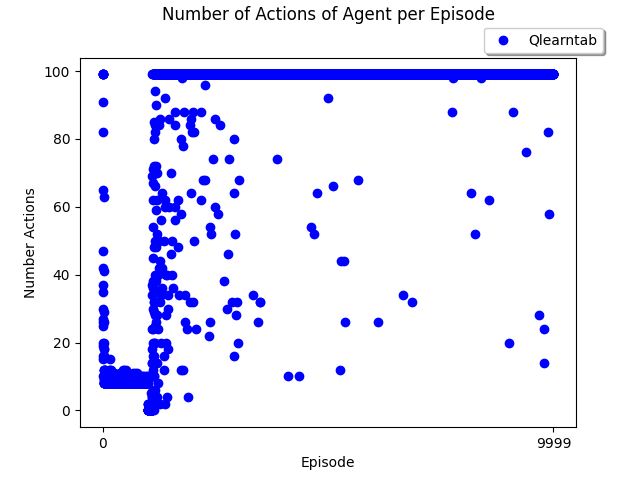 Number of Actions of Agent per Episode
Qlearntab
100
80
60
40
20
0
Number Actions
0
9999
Episode